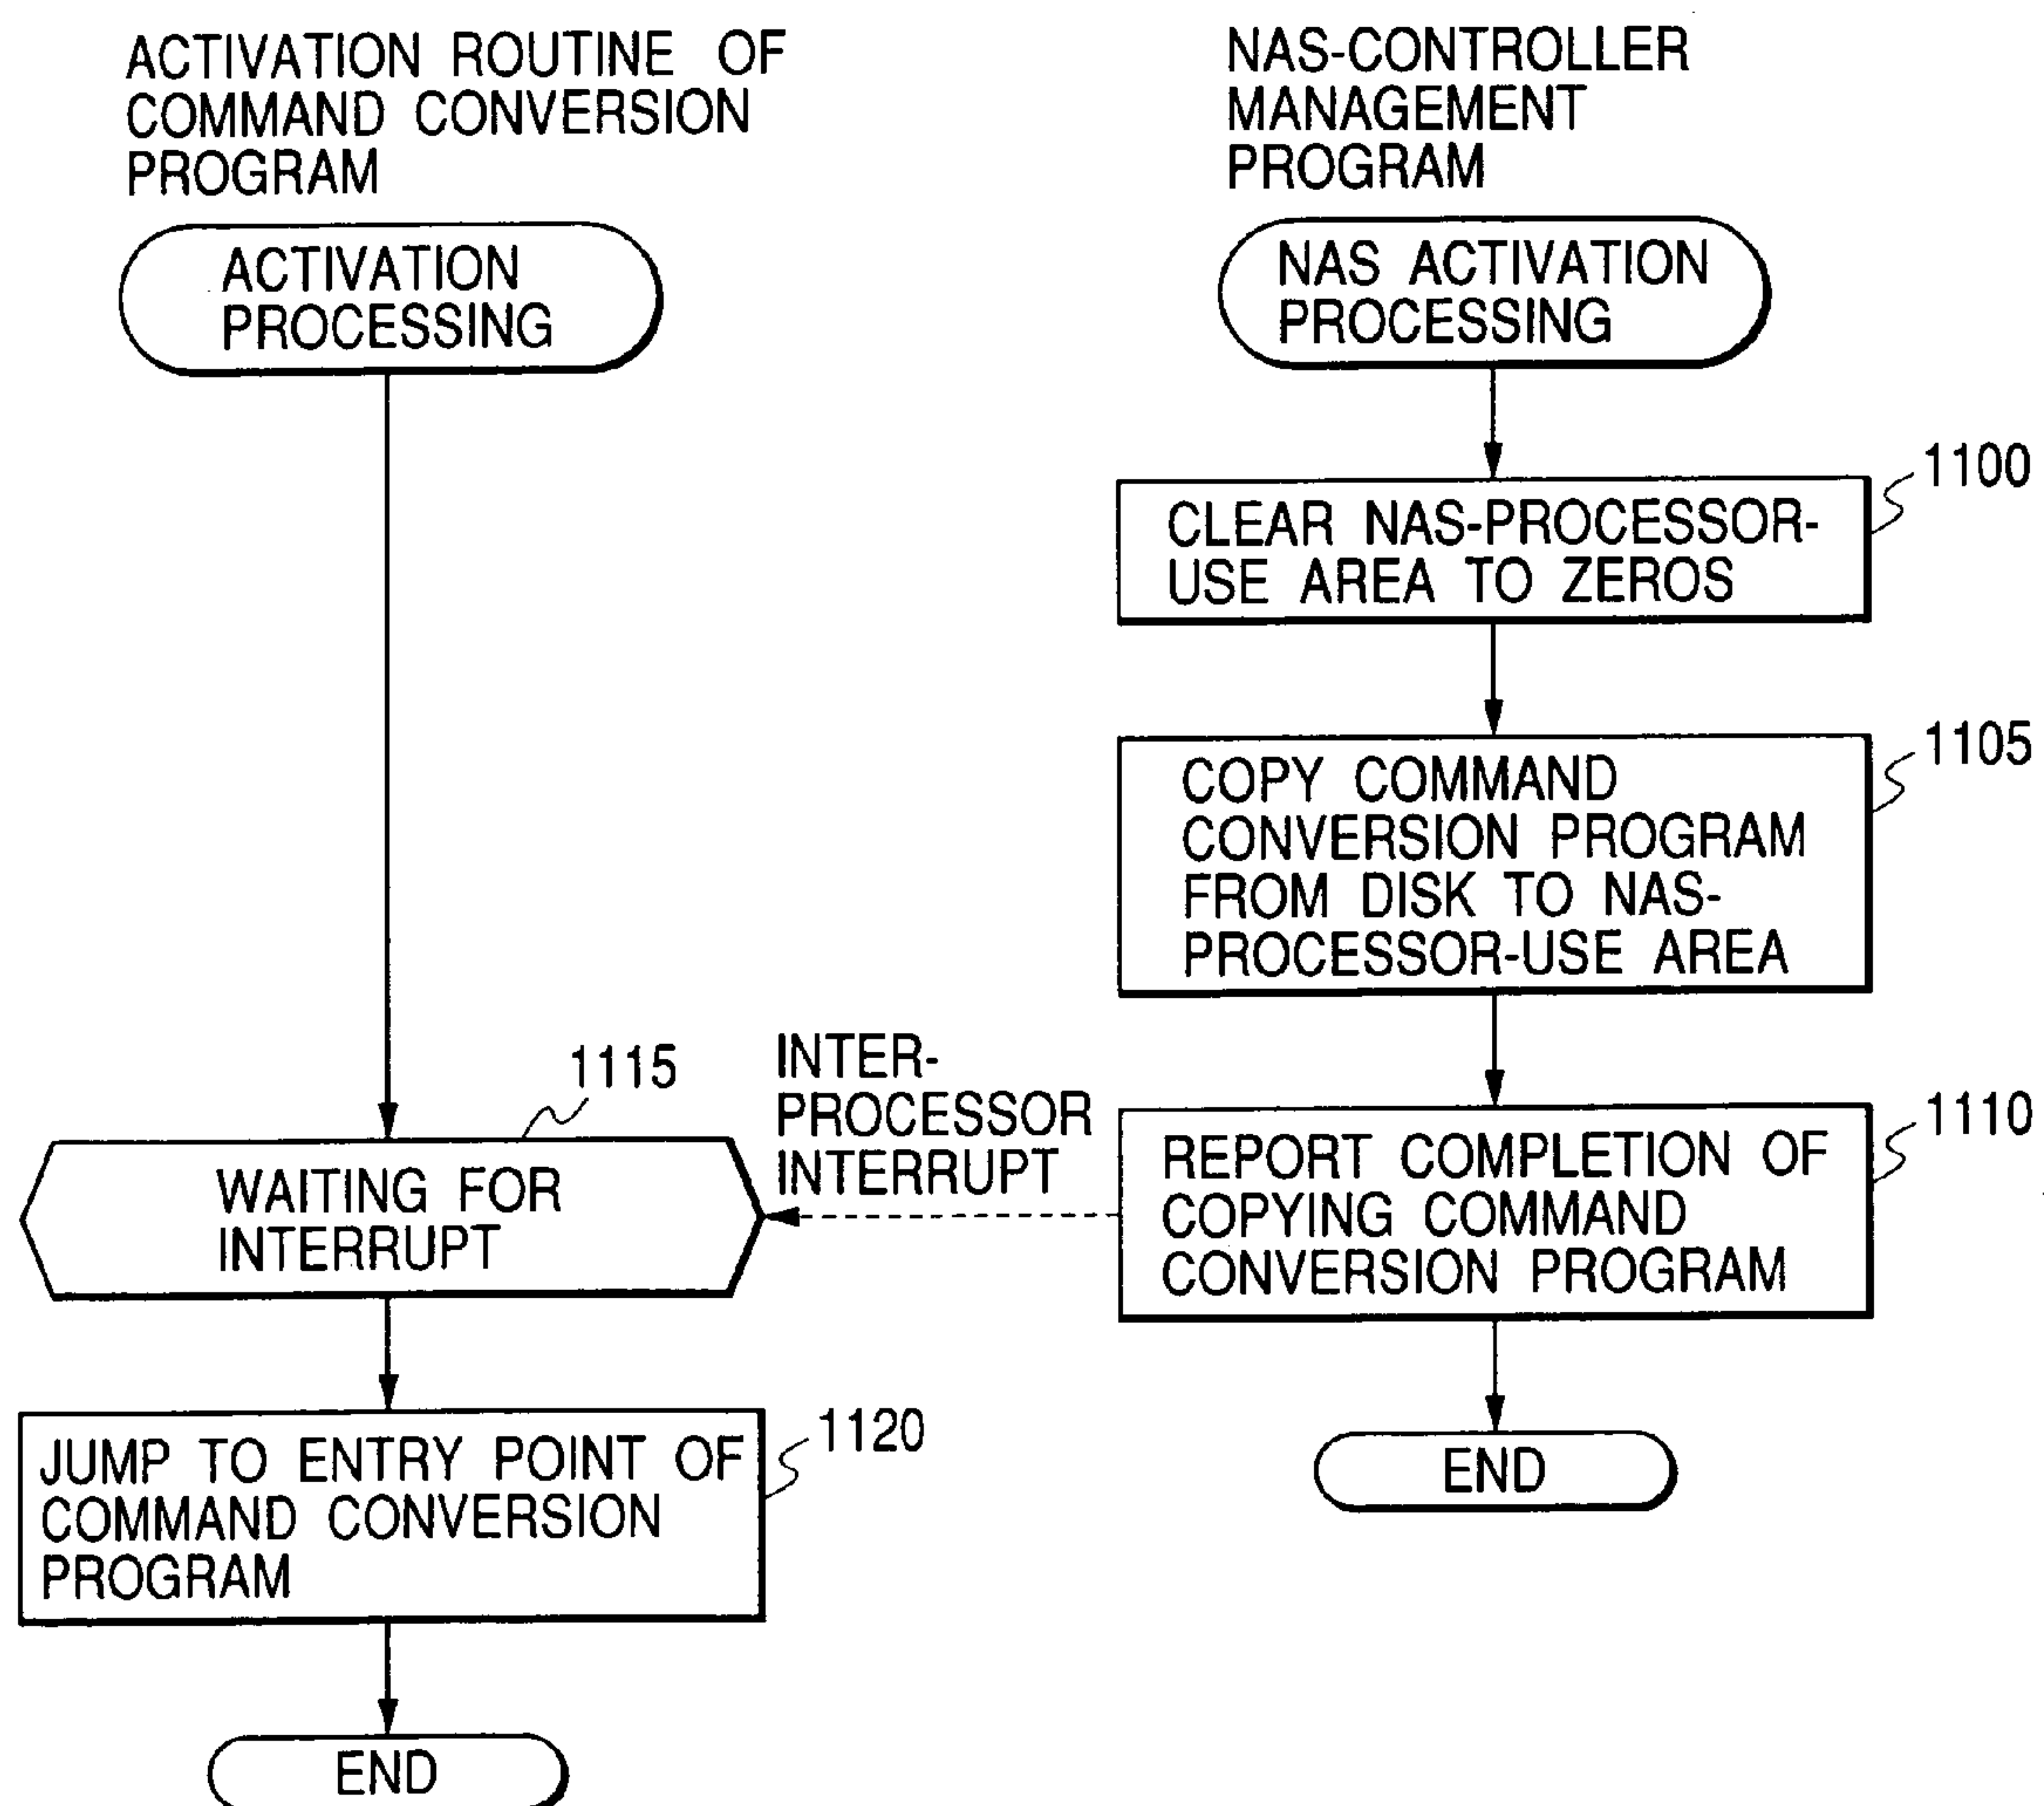 ACTIVATION ROUTINE OF
COMMAND CONVERSION
PROGRAM
ACTIVATION
PROCESSING
1115
WAITING FOR
INTERRUPT
1120
JUMP TO ENTRY POINT OF
COMMAND CONVERSION
PROGRAM
END
INTER-
PROCESSOR
INTERRUPT
NAS-CONTROLLER
MANAGEMENT
PROGRAM
NAS ACTIVATION
PROCESSING
1100
CLEAR NAS-PROCESSOR-
USE AREA TO ZEROS
1105
COPY COMMAND
CONVERSION PROGRAM
FROM DISK TO NAS-
PROCESSOR-USE AREA
1110
REPORT COMPLETION OF
COPYING COMMAND
CONVERSION PROGRAM
END